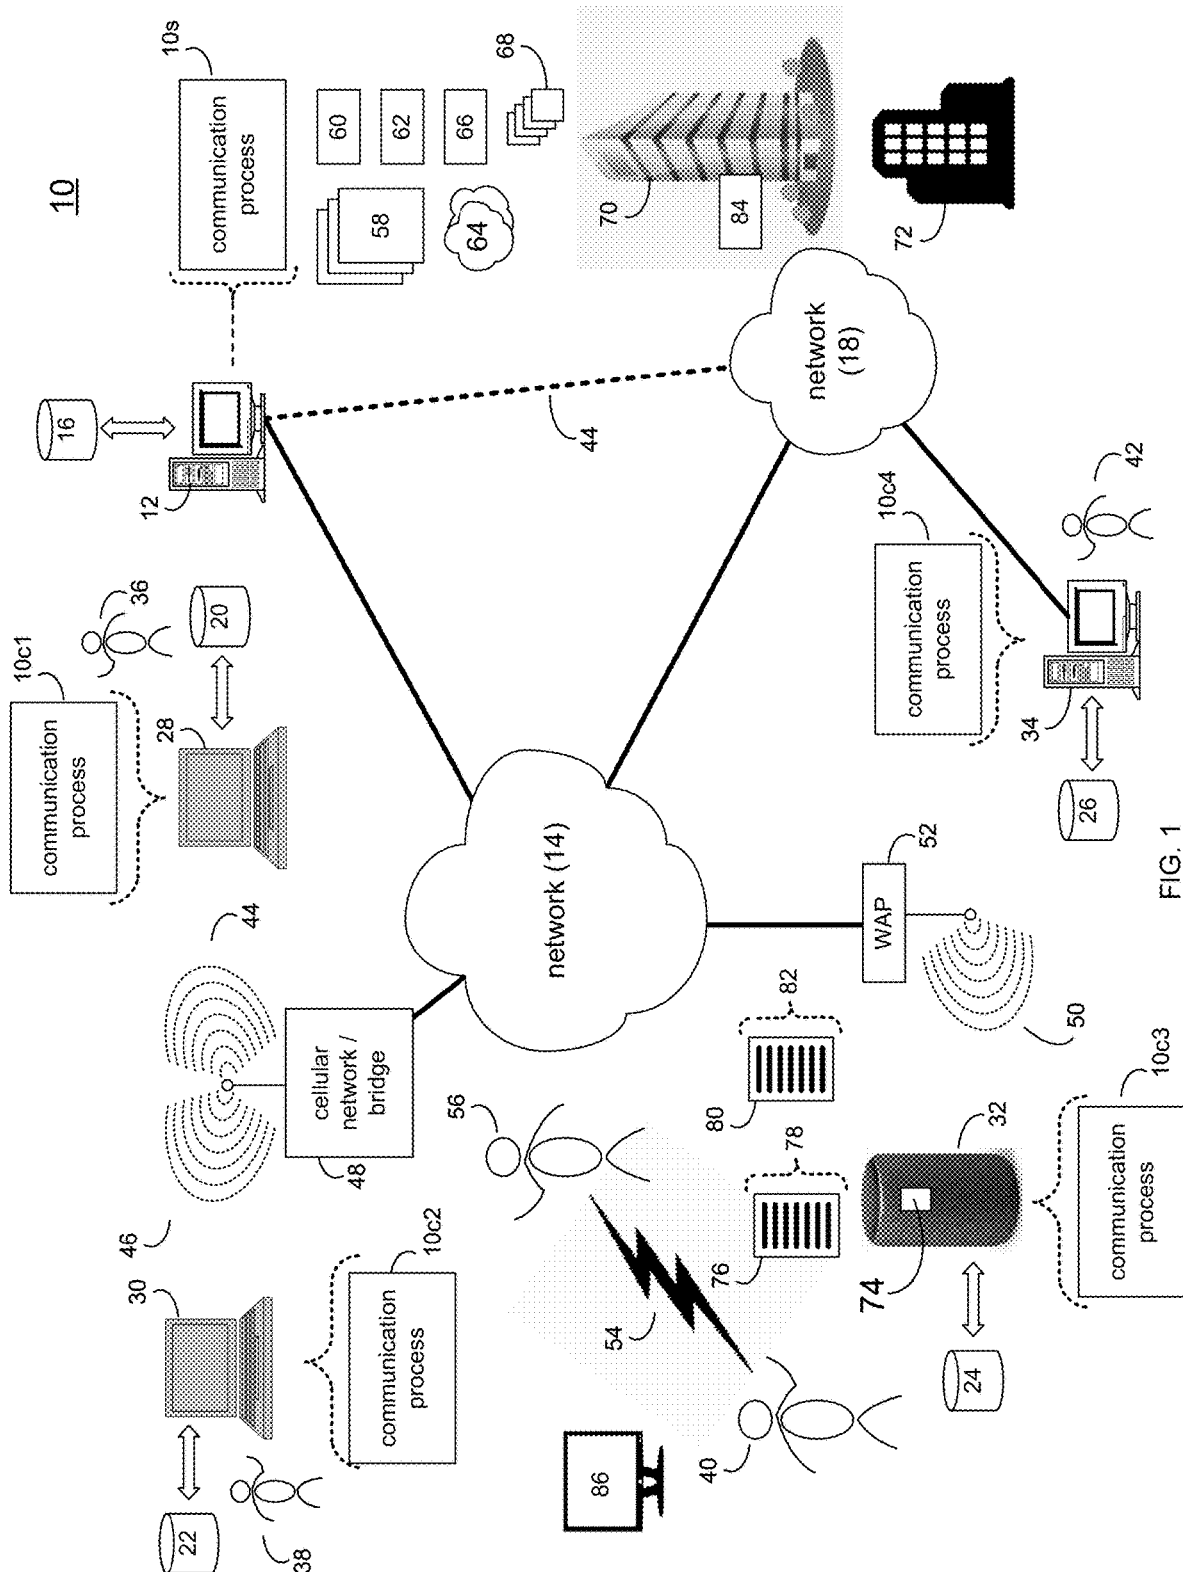 10
10s
communication
process
16
12
60
62
66
68
58
64
70
84
72
10c1
communication
process
36
20
28
44
network
(18)
44
10c4
communication
process
42
34
26
network (14)
46
44
cellular
network /
bridge
48
WAP
52
50
30
22
38
10c2
communication
process
56
54
40
86
80
82
76
78
32
74
24
10c3
communication
process
FIG. 1